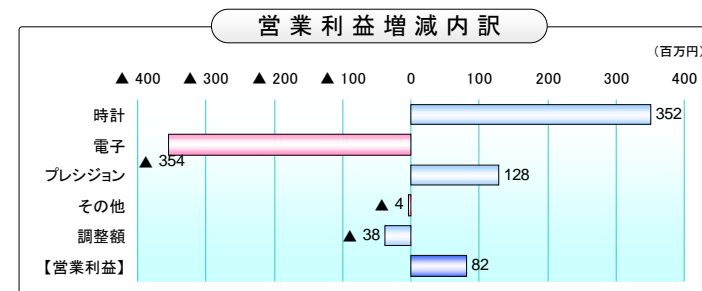 営業利益増減内訳
(百万円)
▲ 400 ▲ 300 ▲ 200 ▲ 100 0 100 200 300 400
時計 352
電子 ▲ 354
プレシジョン 128
その他 ▲ 4
調整額 ▲ 38
【営業利益】 82